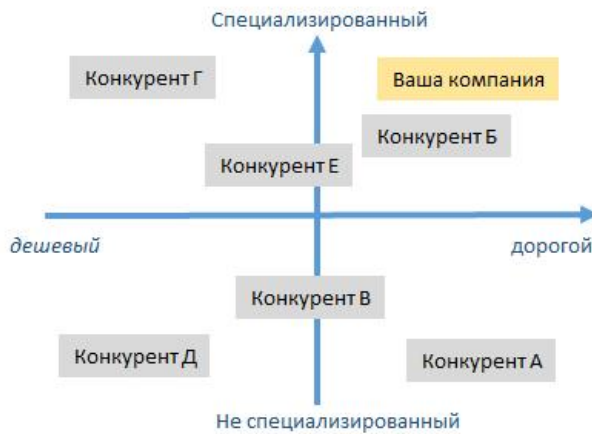 Специализированный
Конкурент Г
Ваша компания
Конкурент Б
Конкурент Е
дешевый
дорогой
Конкурент В
Конкурент Д
Конкурент А
Не специализированный